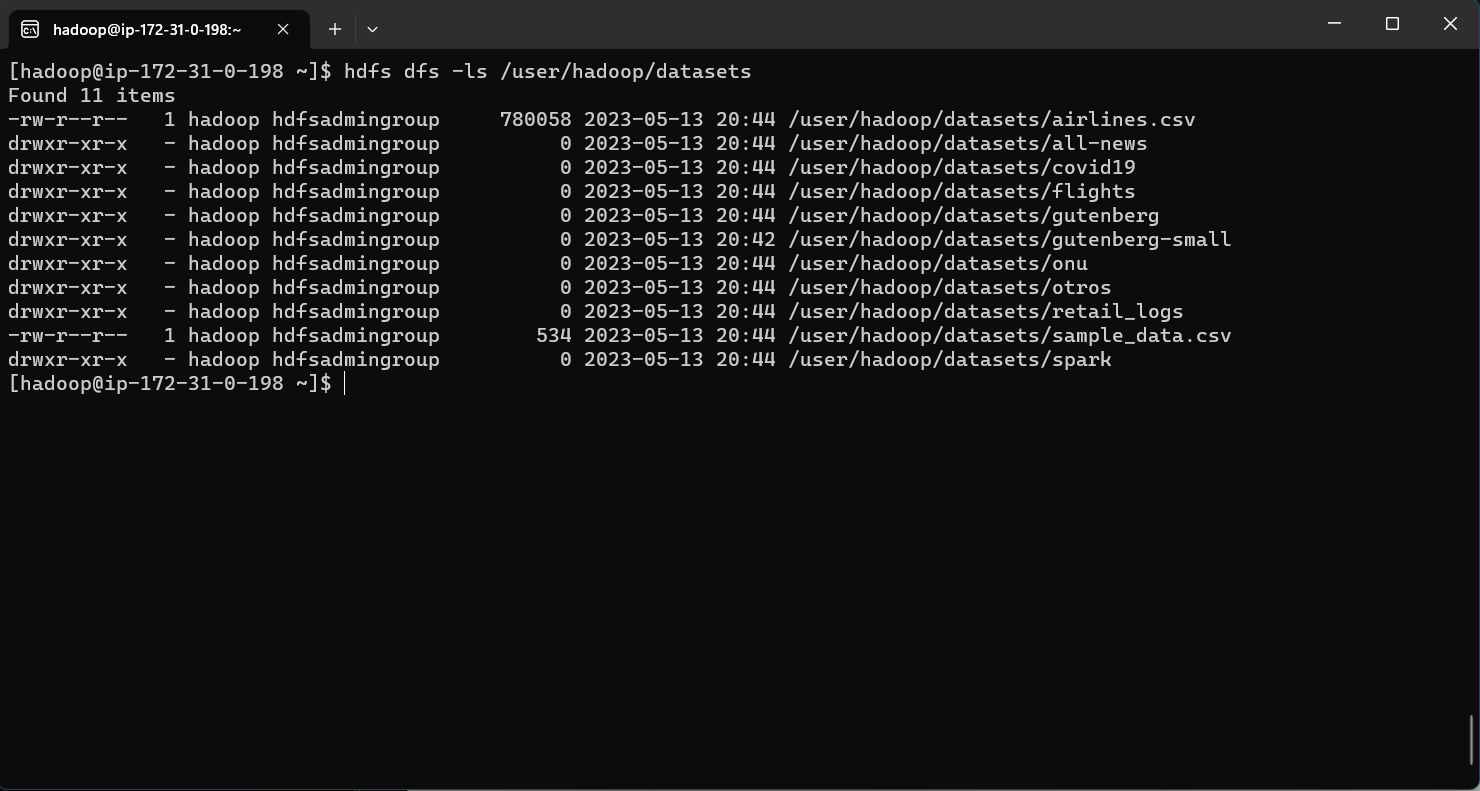 hadoop@ip-172-31-0-198:~
[hadoop@ip-172-31-0-198 ~]$ hdfs dfs -ls /user/hadoop/datasets
Found 11 items
-rw-r--r--   1 hadoop hdfsadmingroup     780058 2023-05-13 20:44 /user/hadoop/datasets/airlines.csv
drwxr-xr-x   - hadoop hdfsadmingroup          0 2023-05-13 20:44 /user/hadoop/datasets/all-news
drwxr-xr-x   - hadoop hdfsadmingroup          0 2023-05-13 20:44 /user/hadoop/datasets/covid19
drwxr-xr-x   - hadoop hdfsadmingroup          0 2023-05-13 20:44 /user/hadoop/datasets/flights
drwxr-xr-x   - hadoop hdfsadmingroup          0 2023-05-13 20:44 /user/hadoop/datasets/gutenberg
drwxr-xr-x   - hadoop hdfsadmingroup          0 2023-05-13 20:42 /user/hadoop/datasets/gutenberg-small
drwxr-xr-x   - hadoop hdfsadmingroup          0 2023-05-13 20:44 /user/hadoop/datasets/onu
drwxr-xr-x   - hadoop hdfsadmingroup          0 2023-05-13 20:44 /user/hadoop/datasets/otros
drwxr-xr-x   - hadoop hdfsadmingroup          0 2023-05-13 20:44 /user/hadoop/datasets/retail_logs
-rw-r--r--   1 hadoop hdfsadmingroup        534 2023-05-13 20:44 /user/hadoop/datasets/sample_data.csv
drwxr-xr-x   - hadoop hdfsadmingroup          0 2023-05-13 20:44 /user/hadoop/datasets/spark
[hadoop@ip-172-31-0-198 ~]$